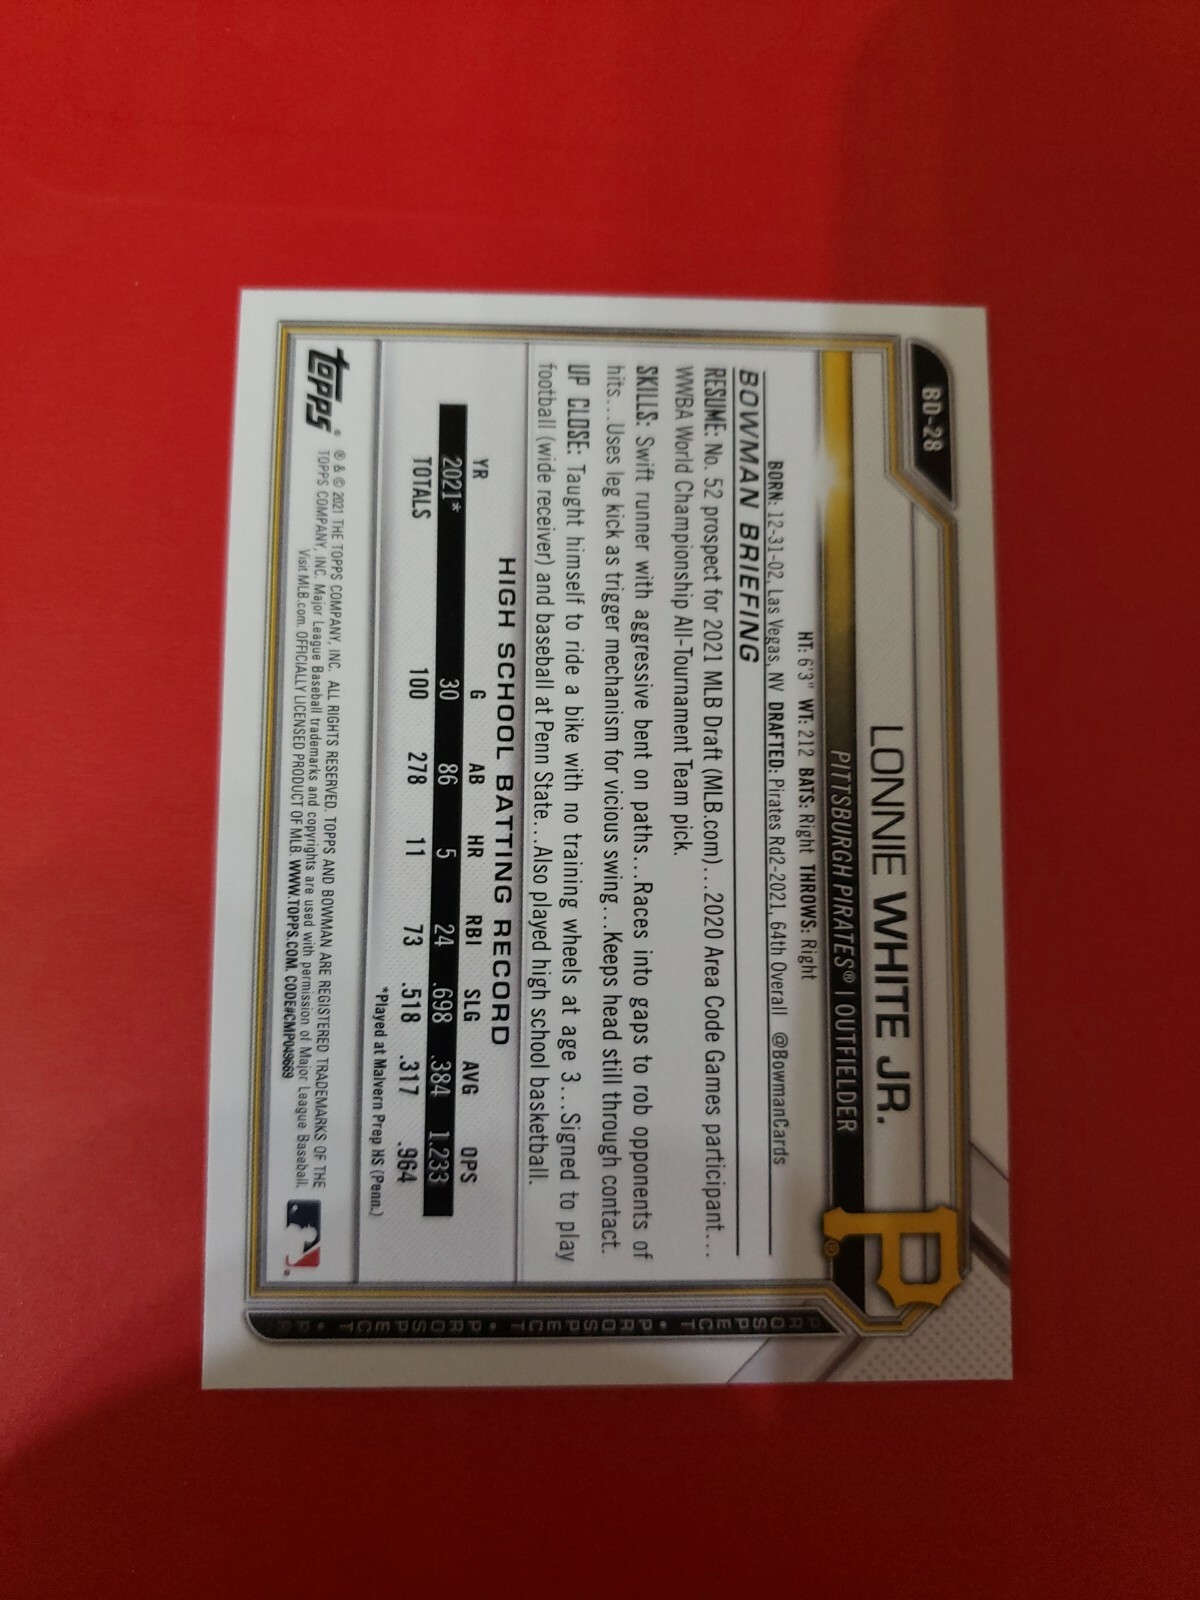 BD-28
LONNIE WHITE JR.
PITTSBURGH PIRATES® | OUTFIELDER
P®
HT: 6'3" WT: 212 BATS: Right THROWS: Right
BORN: 12-31-02, Las Vegas, NV DRAFTED: Pirates Rd2-2021, 64th Overall @BowmanCards
BOWMAN BRIEFING
RESUME: No. 52 prospect for 2021 MLB Draft (MLB.com)...2020 Area Code Games participant...
WWBA World Championship All-Tournament Team pick.
SKILLS: Swift runner with aggressive bent on paths...Races into gaps to rob opponents of
hits...Uses leg kick as trigger mechanism for vicious swing...Keeps head still through contact.
UP CLOSE: Taught himself to ride a bike with no training wheels at age 3...Signed to play
football (wide receiver) and baseball at Penn State...Also played high school basketball.
HIGH SCHOOL BATTING RECORD
YR G AB HR RBI SLG AVG OPS
2021* 30 86 5 24 .698 .384 1.233
TOTALS 100 278 11 73 .518 .317 .964
*Played at Malvern Prep HS (Penn.)
topps®
® & © 2021 THE TOPPS COMPANY, INC. ALL RIGHTS RESERVED. TOPPS AND BOWMAN ARE REGISTERED TRADEMARKS OF THE
TOPPS COMPANY, INC. Major League Baseball trademarks and copyrights are used with permission of Major League Baseball.
Visit MLB.com. OFFICIALLY LICENSED PRODUCT OF MLB. WWW.TOPPS.COM. CODE#CMP049669
PROSPECT • PROSPECT • PROSPECT • PR